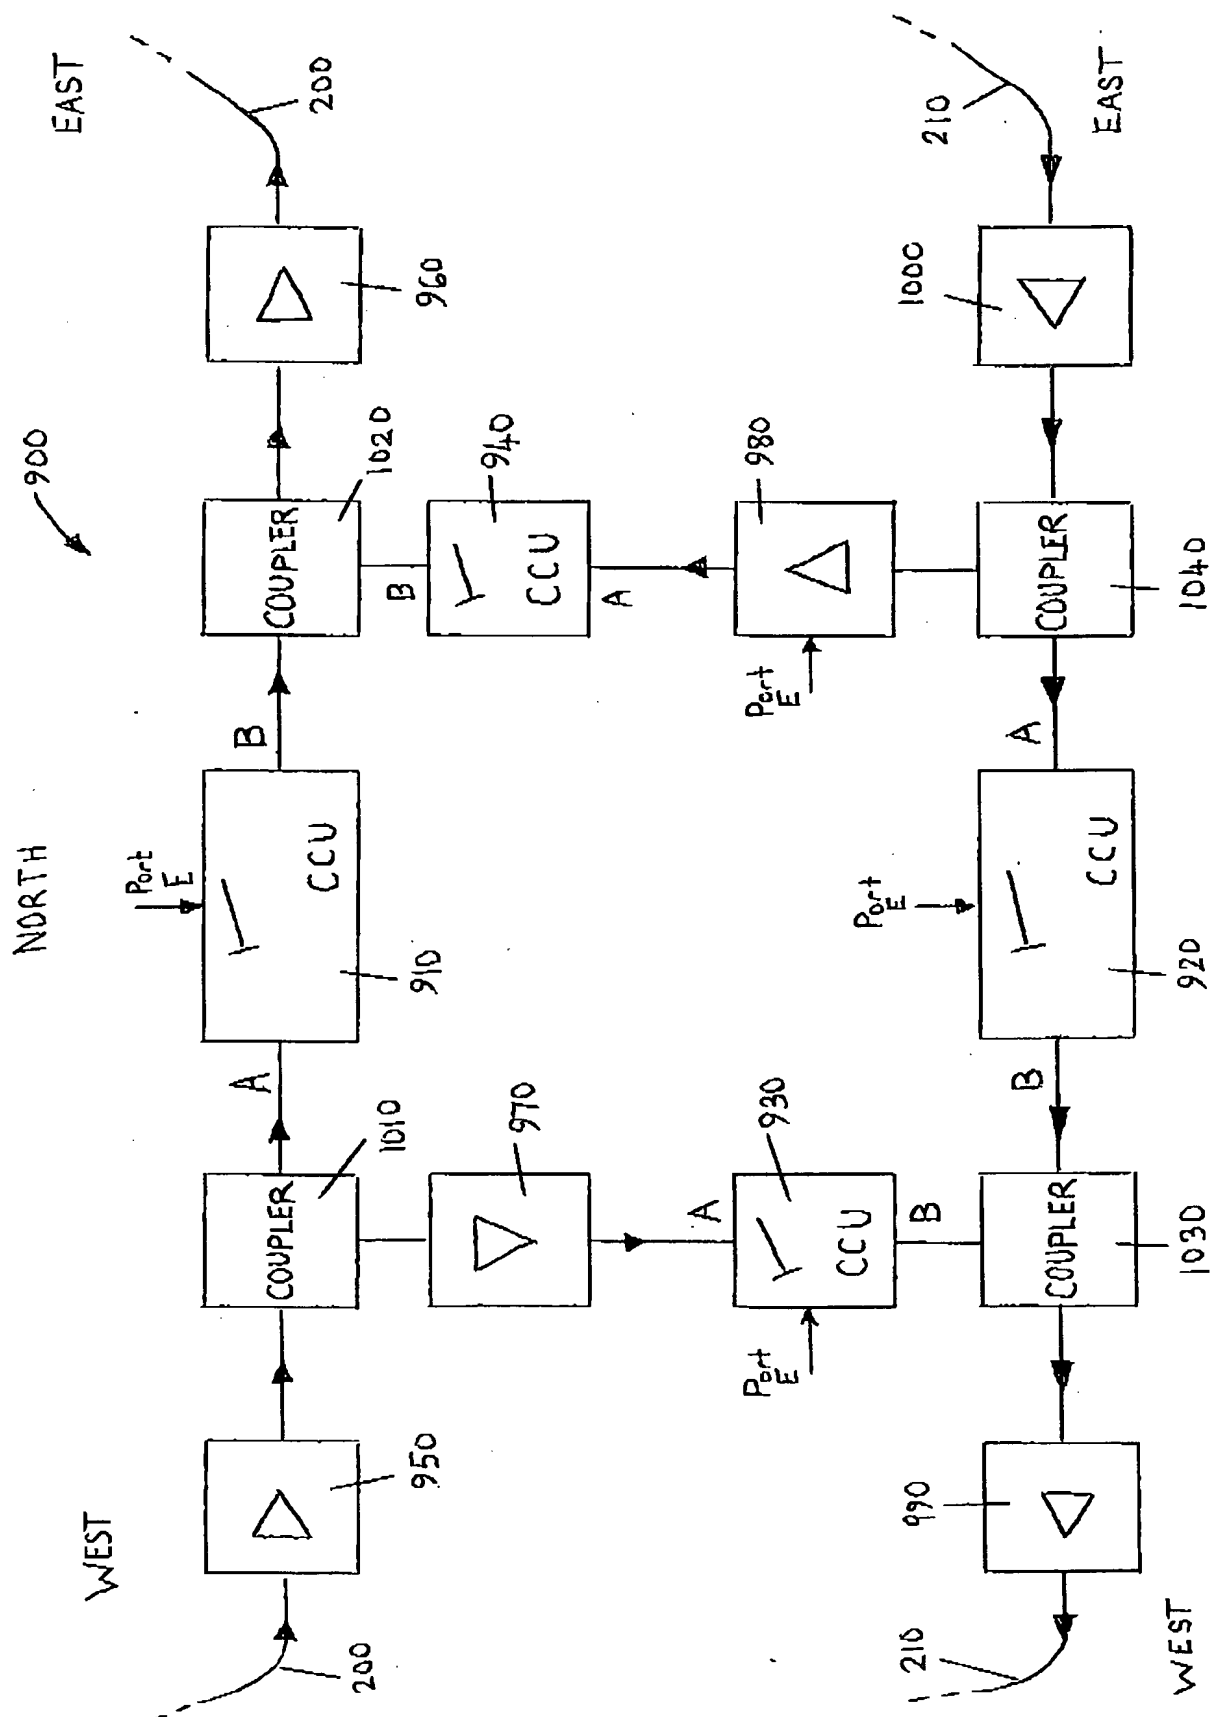 NORTH
900
WEST
EAST
Port
E
A
B
COUPLER
COUPLER
CCU
200
200
950
1010
910
1020
960
B
970
940
CCU
A
Port
E
A
930
Port
E
980
CCU
B
Port
E
210
990
1000
210
B
A
COUPLER
COUPLER
CCU
EAST
WEST
1030
920
1040